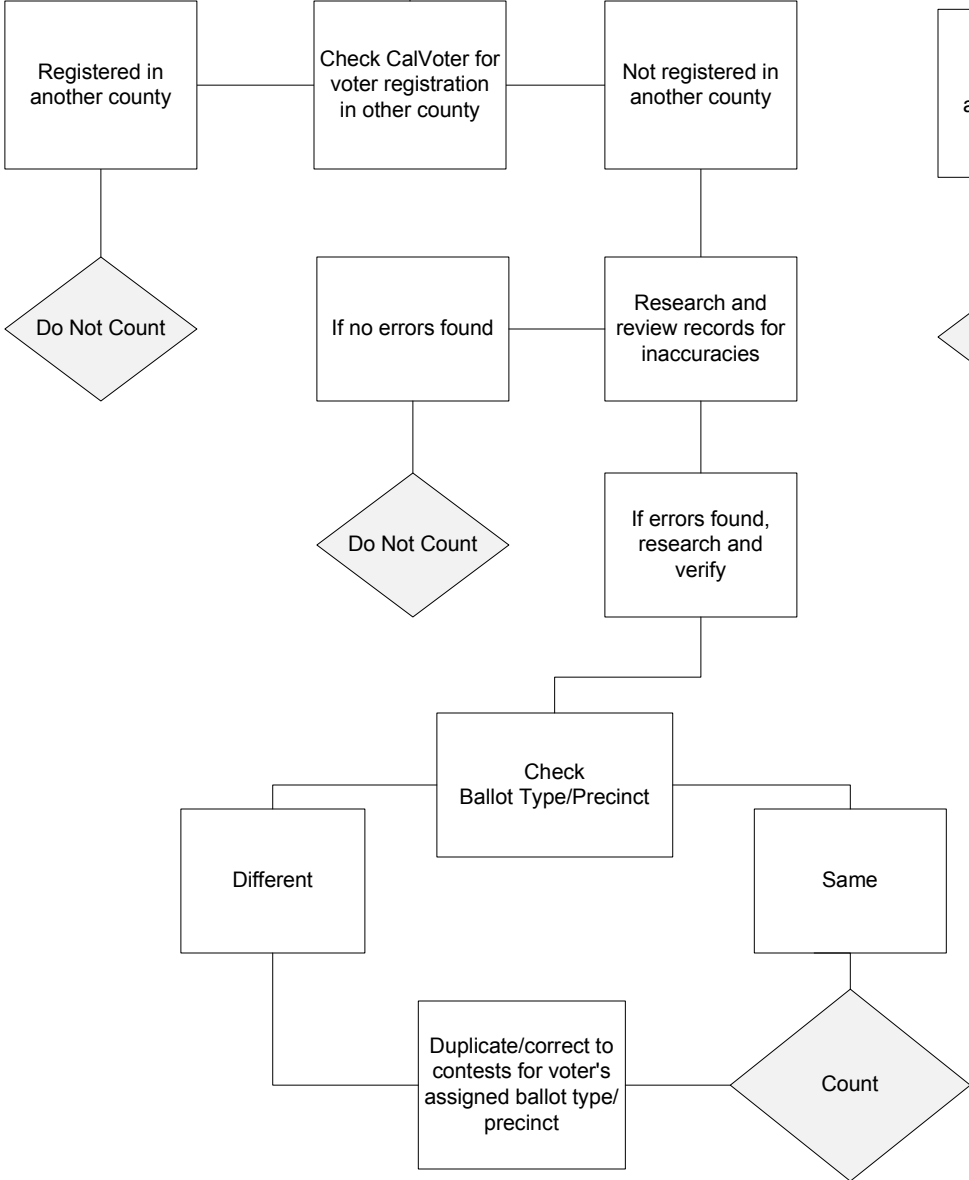 Registered in
another county
Check CalVoter for
voter registration
in other county
Not registered in
another county
a
Do Not Count
If no errors found
Research and
review records for
inaccuracies
Do Not Count
If errors found,
research and
verify
Check
Ballot Type/Precinct
Different
Same
Duplicate/correct to
contests for voter's
assigned ballot type/
precinct
Count